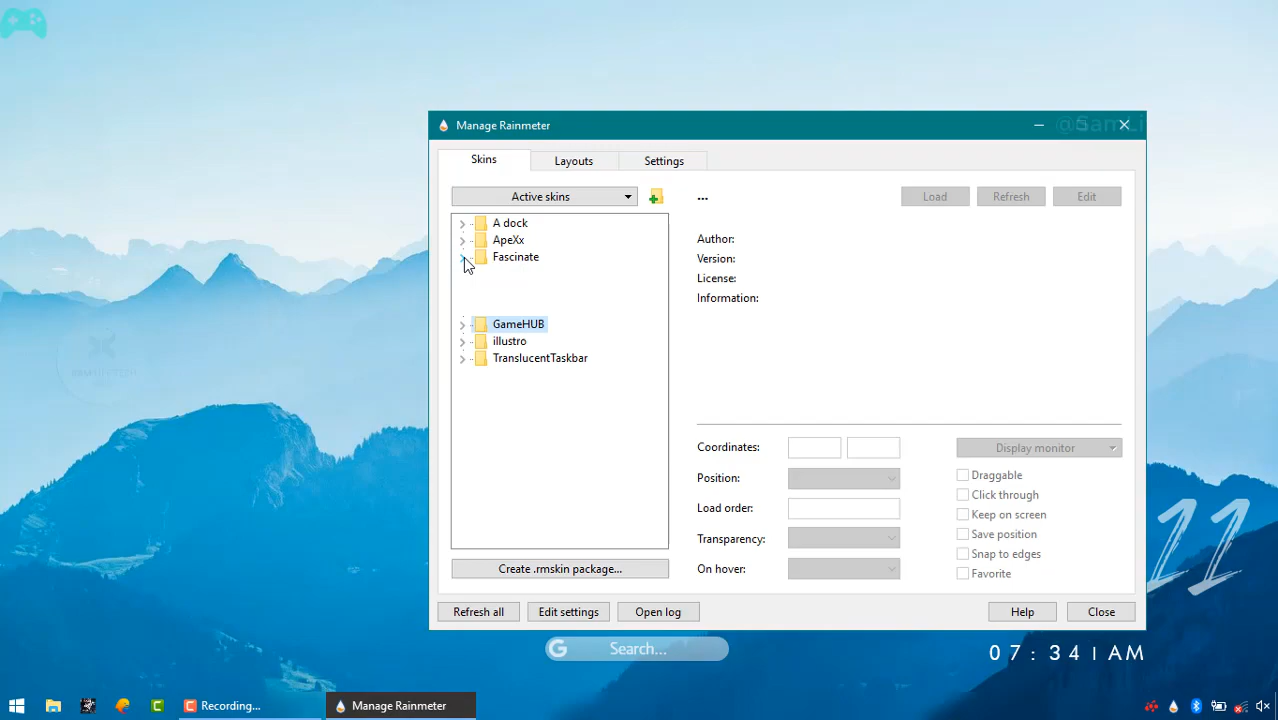 Manage Rainmeter
Skins
Layouts
Settings
Active skins
...
Load
Refresh
Edit
A dock
ApeXx
Fascinate
GameHUB
illustro
TranslucentTaskbar
Author:
Version:
License:
Information:
Coordinates:
Display monitor
Position:
Draggable
Click through
Load order:
Keep on screen
Save position
Transparency:
Snap to edges
On hover:
Favorite
Create .rmskin package...
Refresh all
Edit settings
Open log
Help
Close
11
G Search...
07:34 | AM
Recording...
Manage Rainmeter